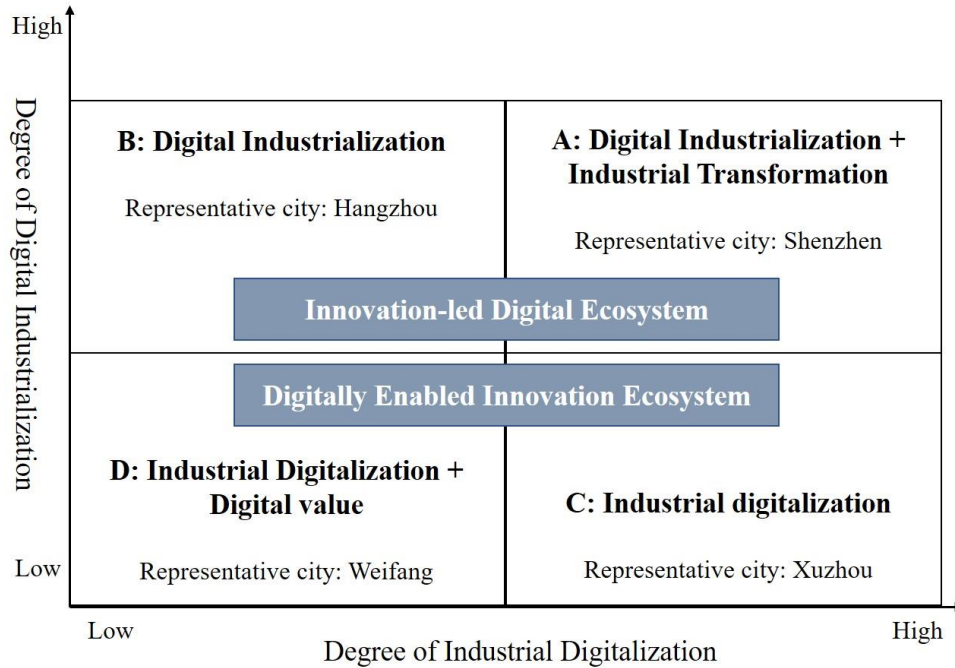 High
Degree of Digital Industrialization
B: Digital Industrialization
Representative city: Hangzhou
A: Digital Industrialization +
Industrial Transformation
Representative city: Shenzhen
Innovation-led Digital Ecosystem
Digitally Enabled Innovation Ecosystem
D: Industrial Digitalization +
Digital value
Representative city: Weifang
C: Industrial digitalization
Representative city: Xuzhou
Low
Low
High
Degree of Industrial Digitalization